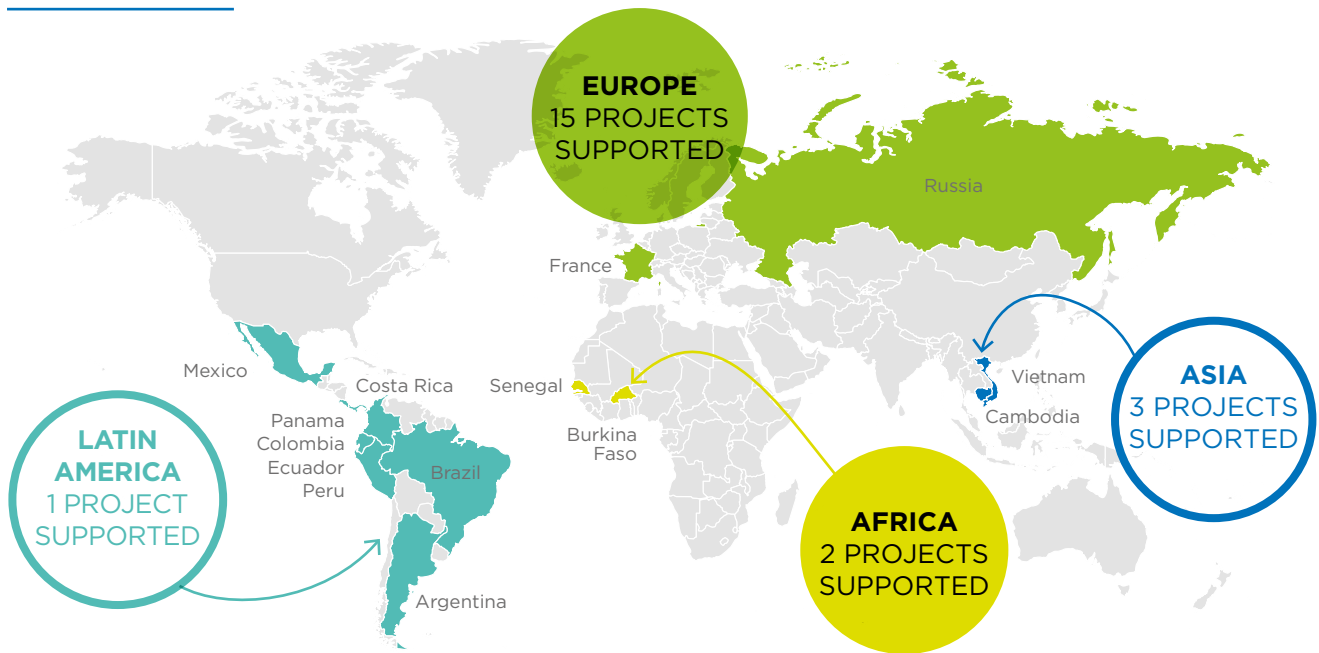 EUROPE
15 PROJECTS
SUPPORTED
Russia
France
Mexico
Costa Rica
Senegal
Vietnam
Cambodia
ASIA
3 PROJECTS
SUPPORTED
Panama
Colombia
Ecuador
Peru
Brazil
Burkina
Faso
LATIN
AMERICA
1 PROJECT
SUPPORTED
AFRICA
2 PROJECTS
SUPPORTED
Argentina